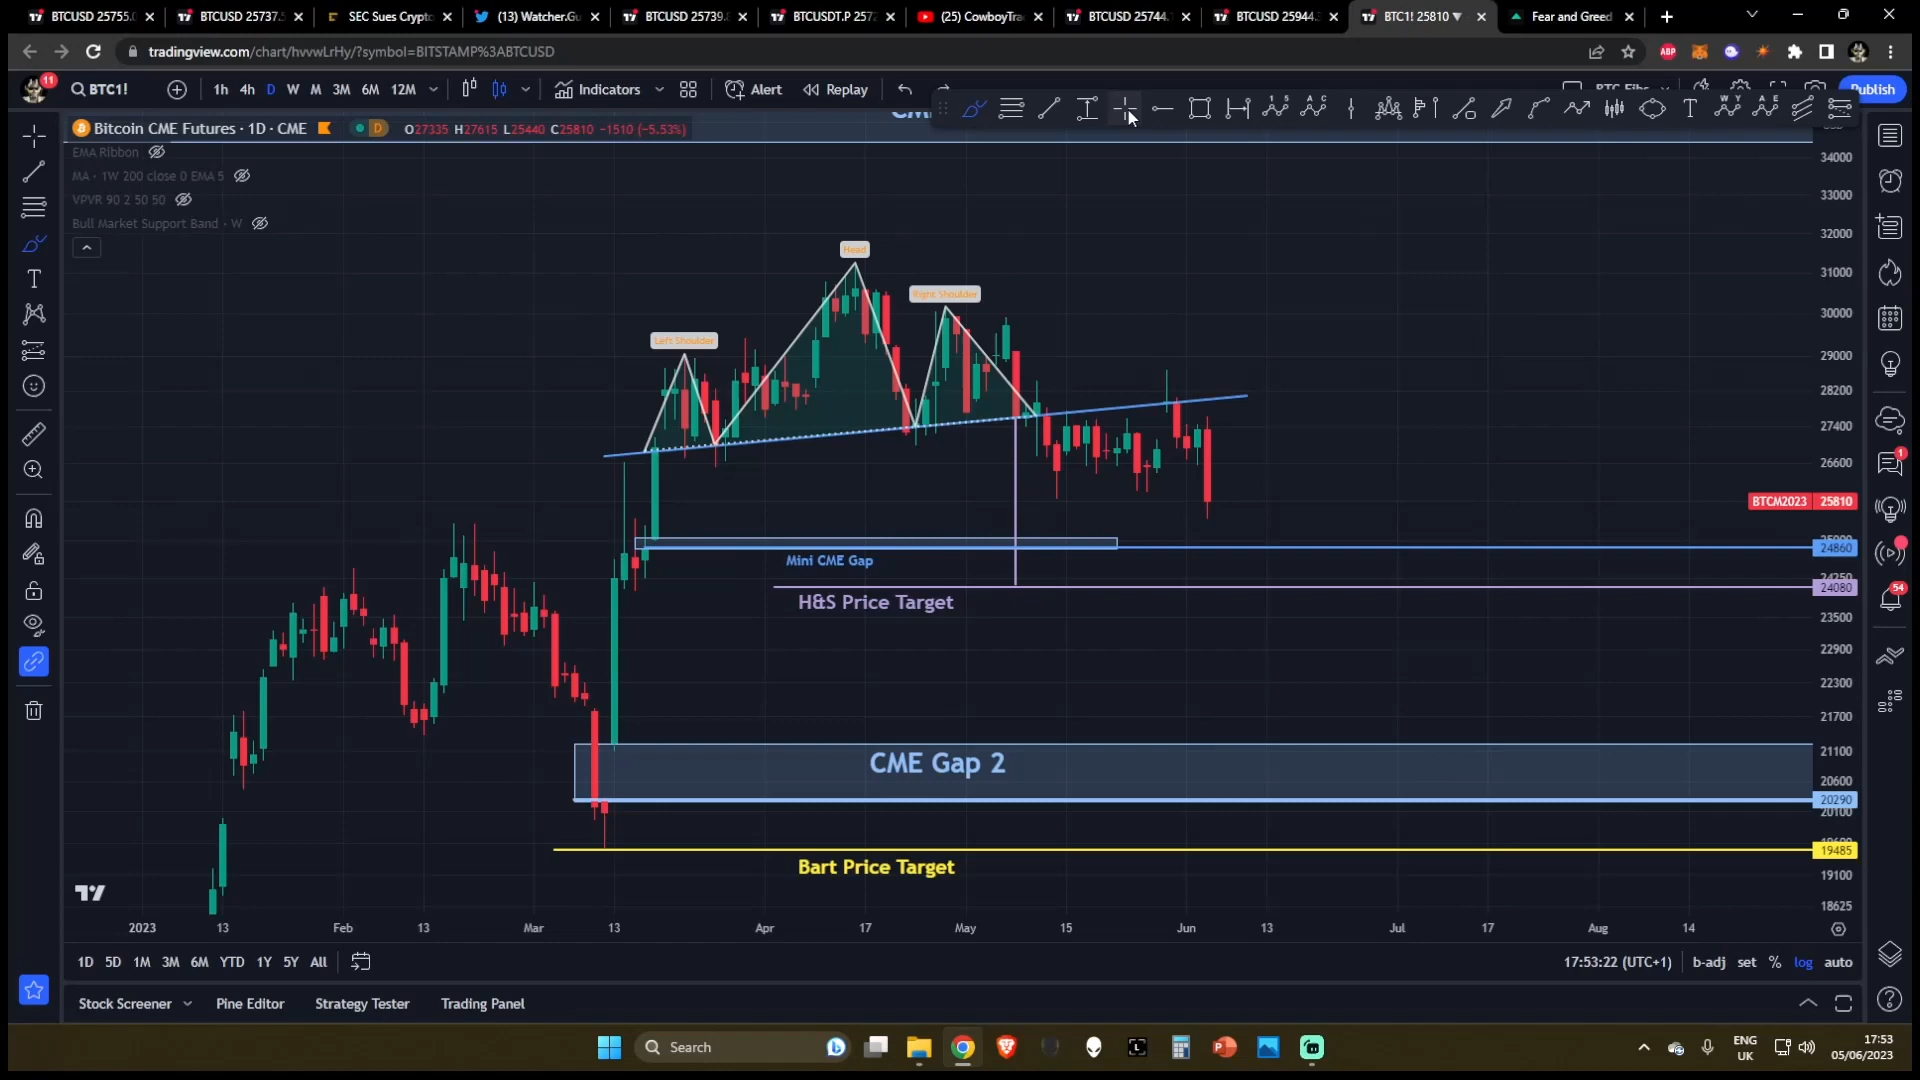 BTCUSD 25755.
BTCUSD 25737.
SEC Sues Crypto
(13) Watcher.Gu
BTCUSD 25739.
BTCUSDT.P 257
(25) CowboyTra
BTCUSD 25744.
BTCUSD 25944.
BTC1! 25810 ▼
Fear and Greed
tradingview.com/chart/hvvwLrHy/?symbol=BITSTAMP%3ABTCUSD
ABP
11
BTC1!
1h 4h D W M 3M 6M 12M
Indicators
Alert
Replay
Publish
Bitcoin CME Futures · 1D · CME
D
O27335 H27615 L25440 C25810 -1510 (-5.53%)
EMA Ribbon
MA · 1W 200 close 0 EMA 5
VPVR 90 2 50 50
Bull Market Support Band · W
Head
Right Shoulder
Left Shoulder
Mini CME Gap
H&S Price Target
CME Gap 2
Bart Price Target
34000
33000
32000
31000
30000
29000
28200
27400
26600
BTCM2023 25810
24860
24080
23500
22900
22300
21700
21100
20600
20290
20100
19485
19100
18625
1
54
2023 13 Feb 13 Mar 13 Apr 17 May 15 Jun 13 Jul 17 Aug 14
1D 5D 1M 3M 6M YTD 1Y 5Y All
17:53:22 (UTC+1) b-adj set % log auto
Stock Screener Pine Editor Strategy Tester Trading Panel
Search
ENG
UK
17:53
05/06/2023